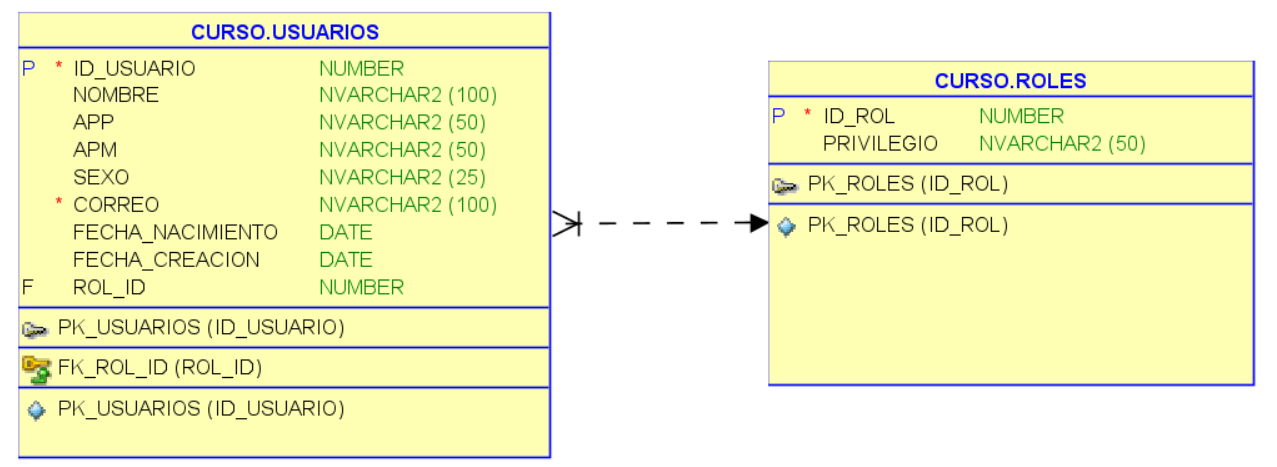 CURSO.USUARIOS
P * ID_USUARIO NUMBER
NOMBRE NVARCHAR2 (100)
APP NVARCHAR2 (50)
APM NVARCHAR2 (50)
SEXO NVARCHAR2 (25)
* CORREO NVARCHAR2 (100)
FECHA_NACIMIENTO DATE
FECHA_CREACION DATE
F ROL_ID NUMBER
PK_USUARIOS (ID_USUARIO)
FK_ROL_ID (ROL_ID)
PK_USUARIOS (ID_USUARIO)
CURSO.ROLES
P * ID_ROL NUMBER
PRIVILEGIO NVARCHAR2 (50)
PK_ROLES (ID_ROL)
PK_ROLES (ID_ROL)